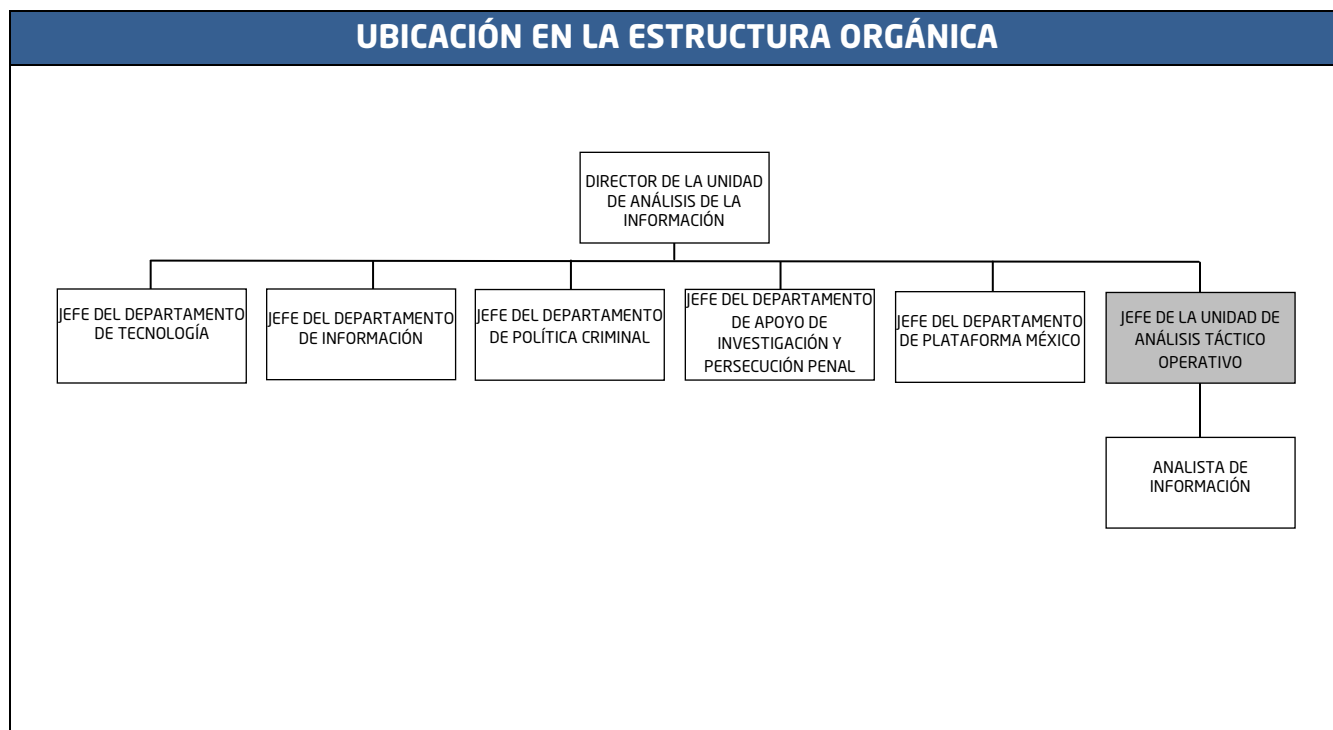 UBICACIÓN EN LA ESTRUCTURA ORGÁNICA
DIRECTOR DE LA UNIDAD
DE ANÁLISIS DE LA
INFORMACIÓN
JEFE DEL DEPARTAMENTO
DE TECNOLOGÍA
JEFE DEL DEPARTAMENTO
DE INFORMACIÓN
JEFE DEL DEPARTAMENTO
DE POLÍTICA CRIMINAL
JEFE DEL DEPARTAMENTO
DE APOYO DE
INVESTIGACIÓN Y
PERSECUCIÓN PENAL
JEFE DEL DEPARTAMENTO
DE PLATAFORMA MÉXICO
JEFE DE LA UNIDAD DE
ANÁLISIS TÁCTICO
OPERATIVO
ANALISTA DE
INFORMACIÓN